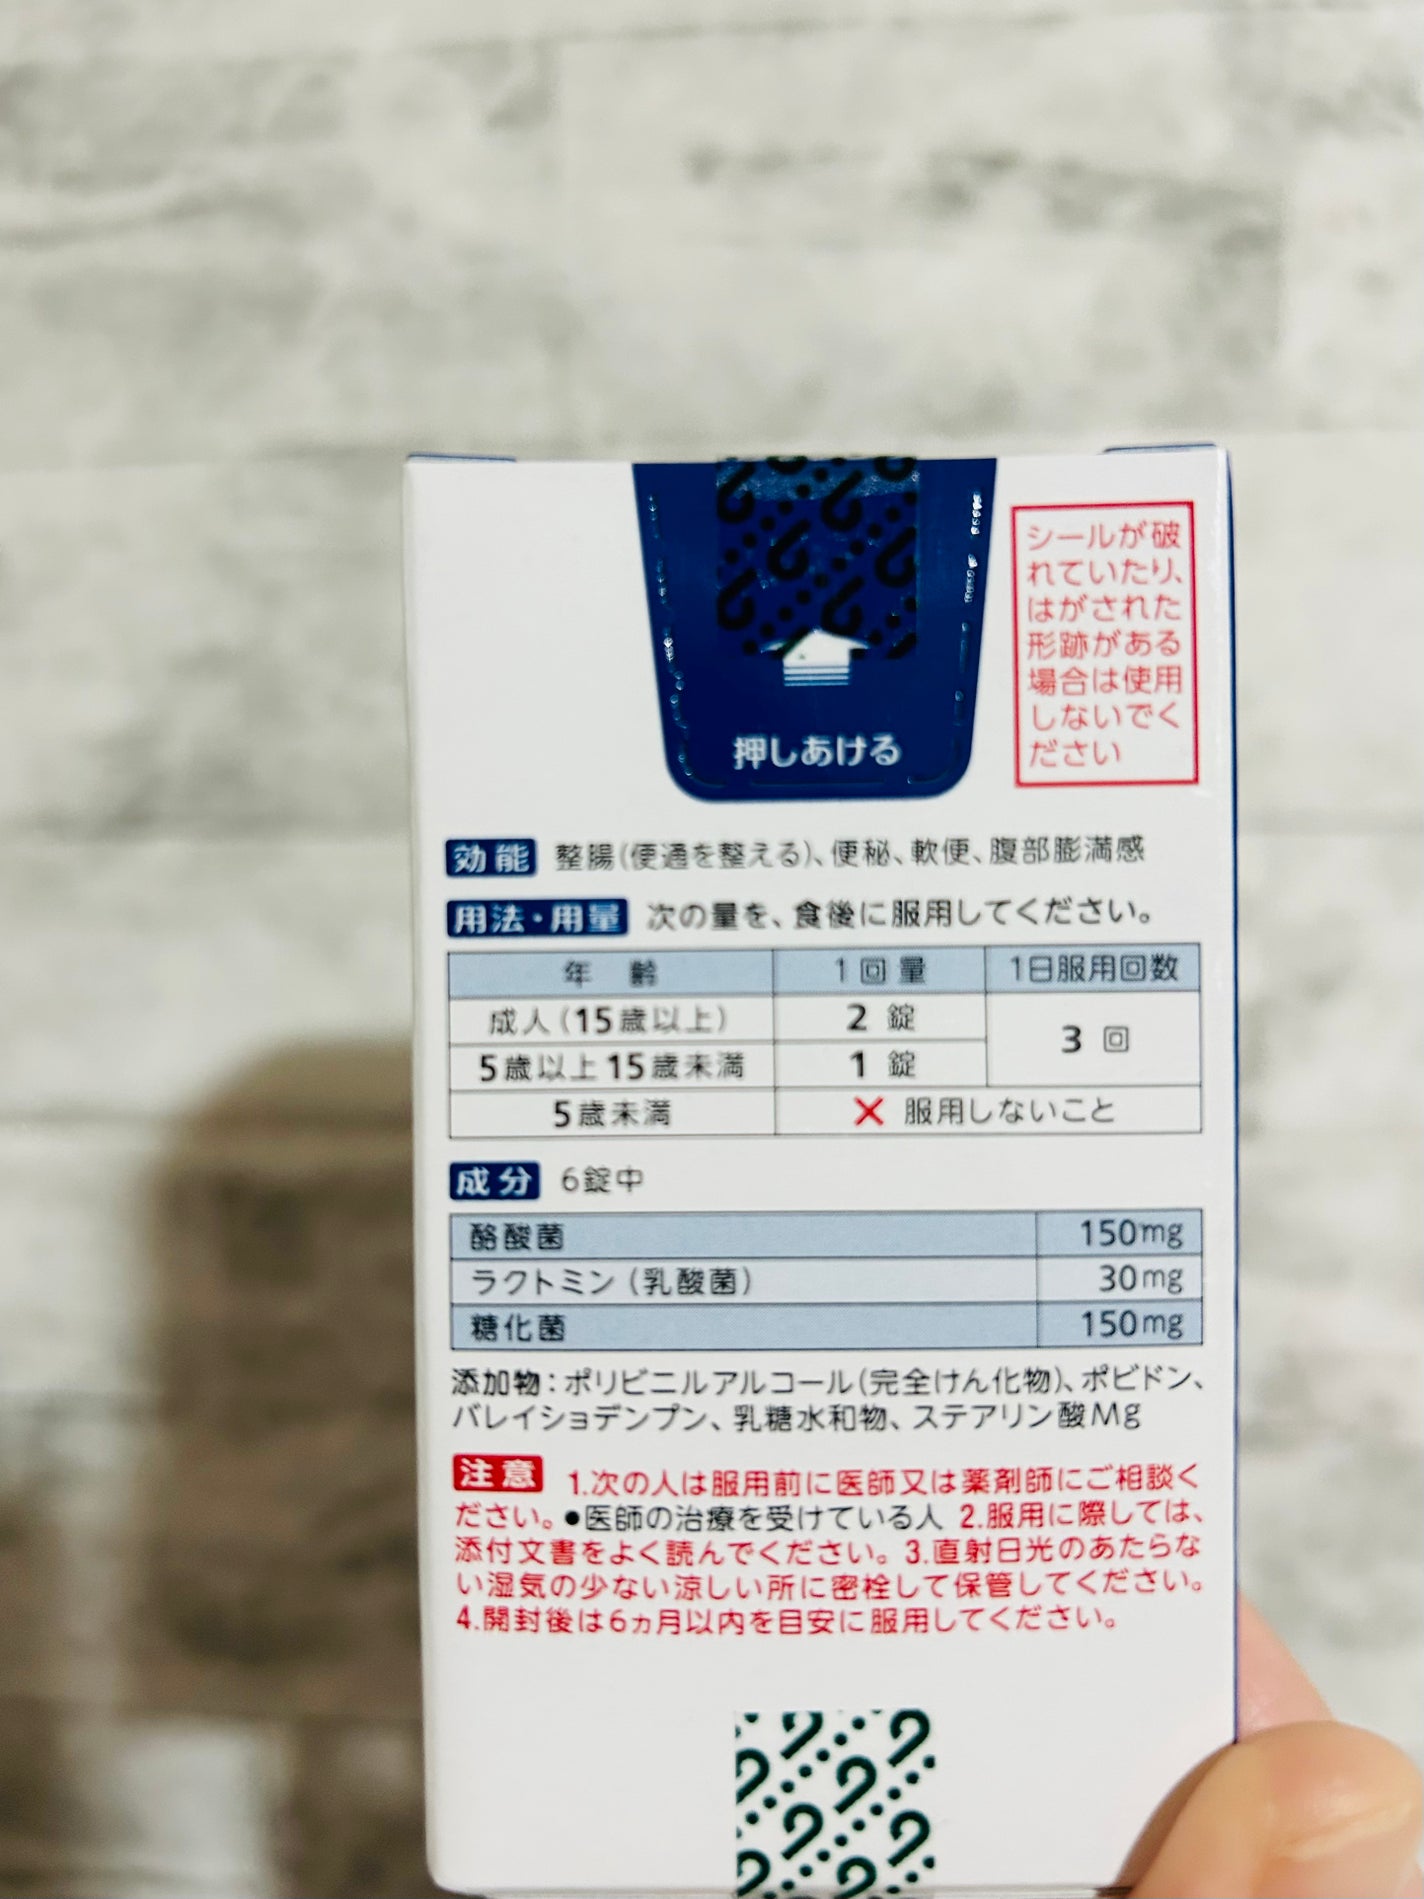 シールが破
れていたり、
はがされた
形跡がある
場合は使用
しないでく
ださい
押しあける
効能 整腸(便通を整える)、便秘、軟便、腹部膨満感
用法・用量 次の量を、食後に服用してください。
年齢 1回量 1日服用回数
成人(15歳以上) 2錠 3回
5歳以上15歳未満 1錠
5歳未満 ✕ 服用しないこと
成分 6錠中
酪酸菌 150mg
ラクトミン(乳酸菌) 30mg
糖化菌 150mg
添加物:ポリビニルアルコール(完全けん化物)、ポビドン、
バレイショデンプン、乳糖水和物、ステアリン酸Mg
注意 1.次の人は服用前に医師又は薬剤師にご相談く
ださい。●医師の治療を受けている人 2.服用に際しては、
添付文書をよく読んでください。3.直射日光のあたらな
い湿気の少ない涼しい所に密栓して保管してください。
4.開封後は6ヵ月以内を目安に服用してください。